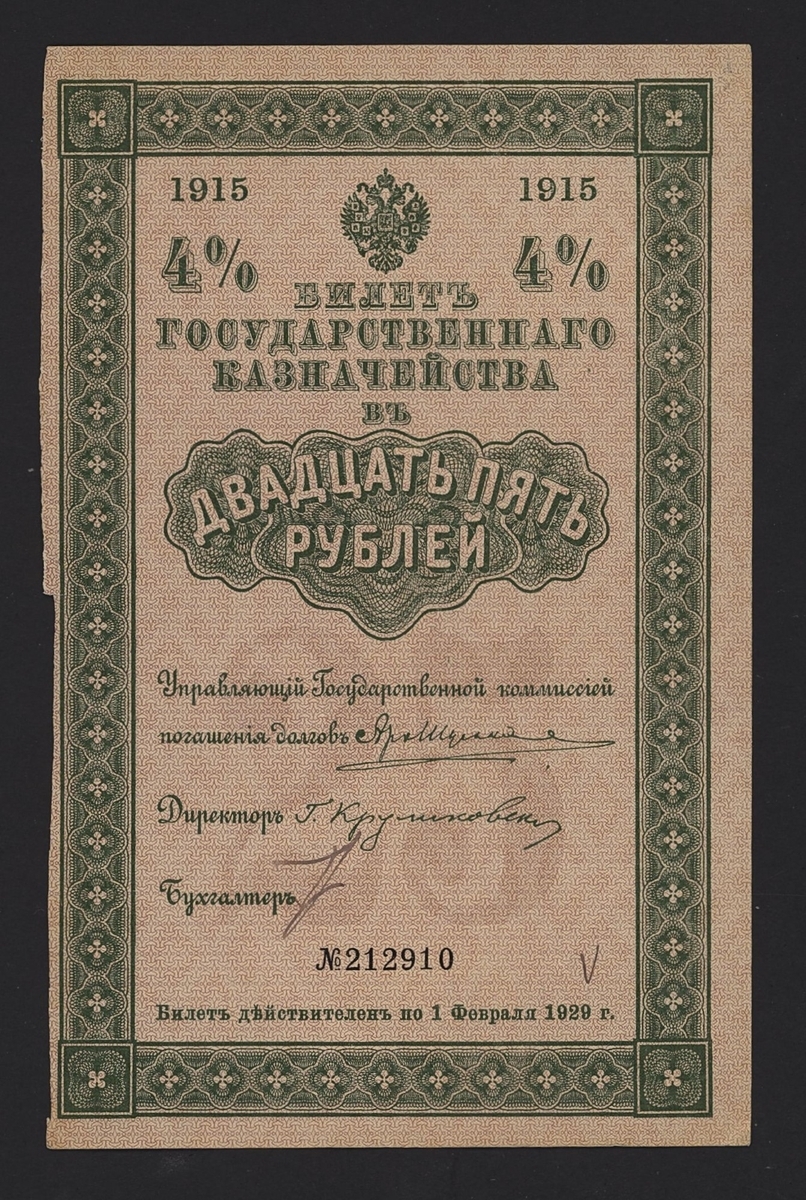 1915 1915
4% 4%
БИЛЕТЪ
ГОСУДАРСТВЕННАГО
КАЗНАЧЕЙСТВА
ВЪ
ДВАДЦАТЬ ПЯТЬ
РУБЛЕЙ
Управляющій Государственной коммиссіей
погашенія долговъ
Директоръ Г.
Бухгалтеръ
№212910
Билетъ дѣйствителенъ по 1 Февраля 1929 г.